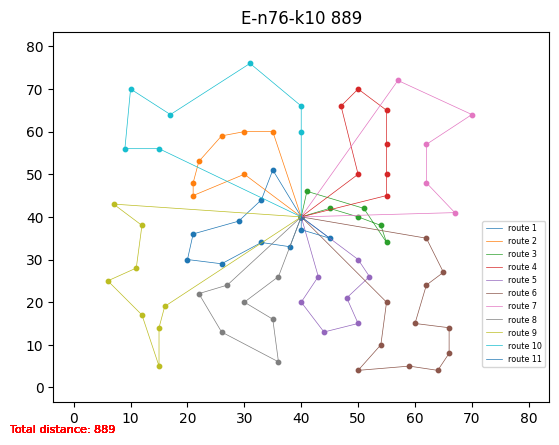 E-n76-k10 889
80
70
60
50
40
30
20
10
0
route 1
route 2
route 3
route 4
route 5
route 6
route 7
route 8
route 9
route 10
route 11
0 10 20 30 40 50 60 70 80
Total distance: 889